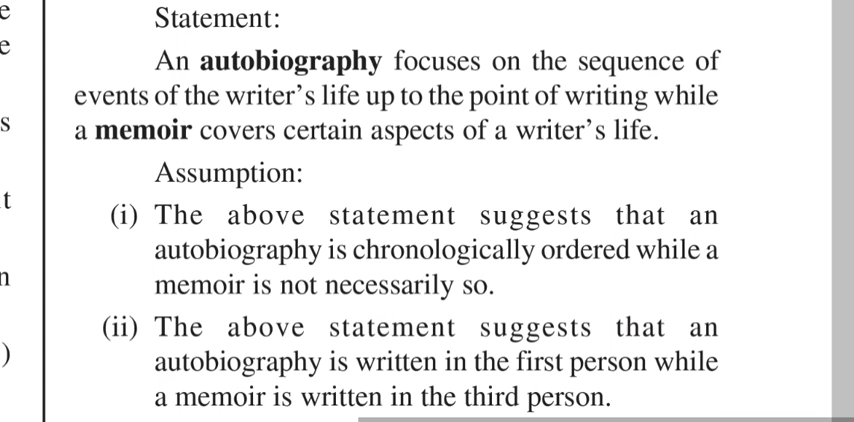 e
e
s
t
n
)
Statement:
An autobiography focuses on the sequence of
events of the writer’s life up to the point of writing while
a memoir covers certain aspects of a writer’s life.
Assumption:
(i) The above statement suggests that an
autobiography is chronologically ordered while a
memoir is not necessarily so.
(ii) The above statement suggests that an
autobiography is written in the first person while
a memoir is written in the third person.